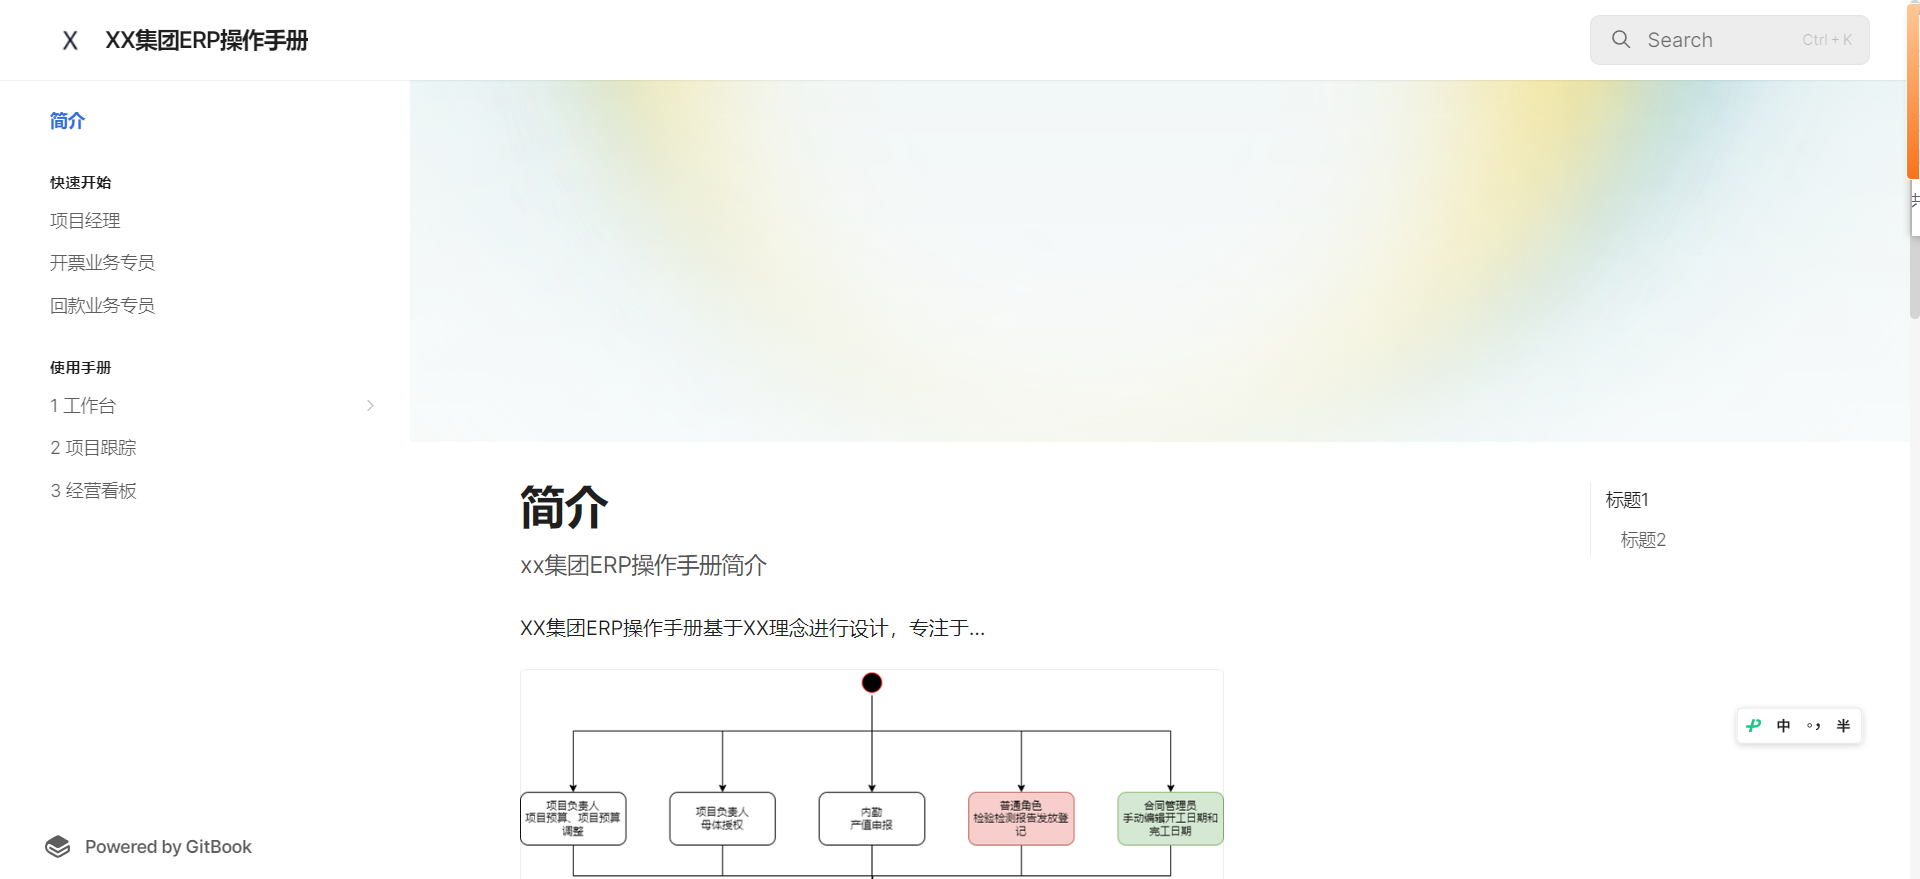 X XX集团ERP操作手册
Search Ctrl + K
简介
快速开始
项目经理
开票业务专员
回款业务专员
使用手册
1 工作台
2 项目跟踪
3 经营看板
Powered by GitBook
简介
xx集团ERP操作手册简介
XX集团ERP操作手册基于XX理念进行设计，专注于...
项目负责人
项目预算、项目预算
调整
项目负责人
母体授权
内勤
产值申报
普通角色
检验检测报告发放登
记
合同管理员
手动编辑开工日期和
完工日期
标题1
标题2
中 °， 半